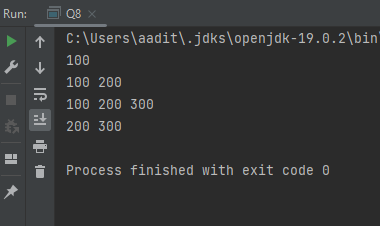 Run: Q8
C:\Users\aadit\.jdks\openjdk-19.0.2\bin\
100
100 200
100 200 300
200 300
Process finished with exit code 0